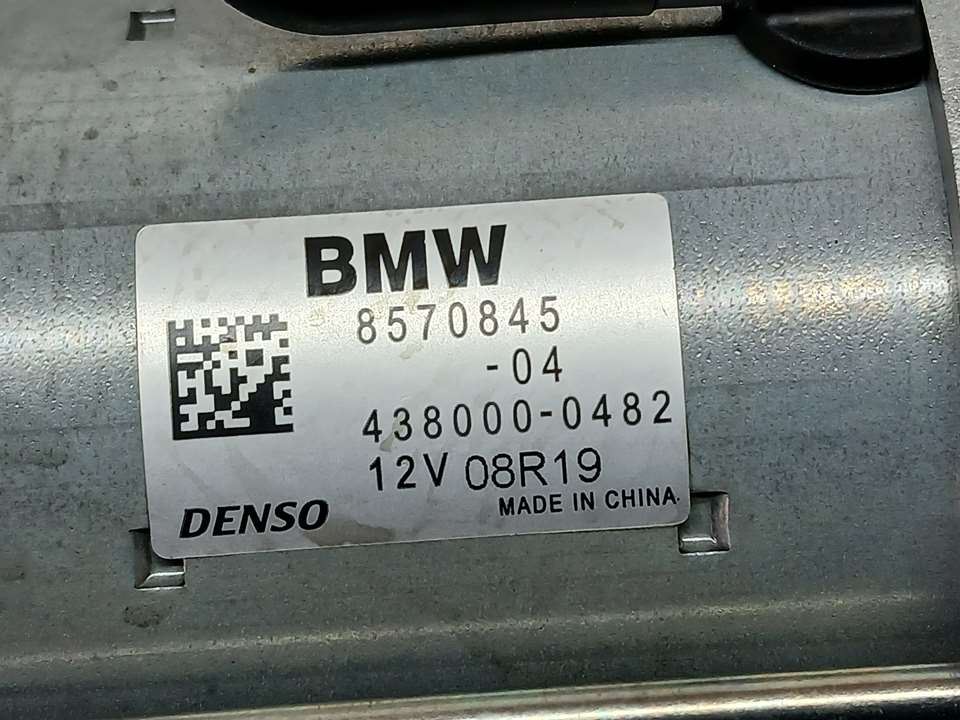 BMW
8570845
-04
438000-0482
12V 08R19
DENSO
MADE IN CHINA